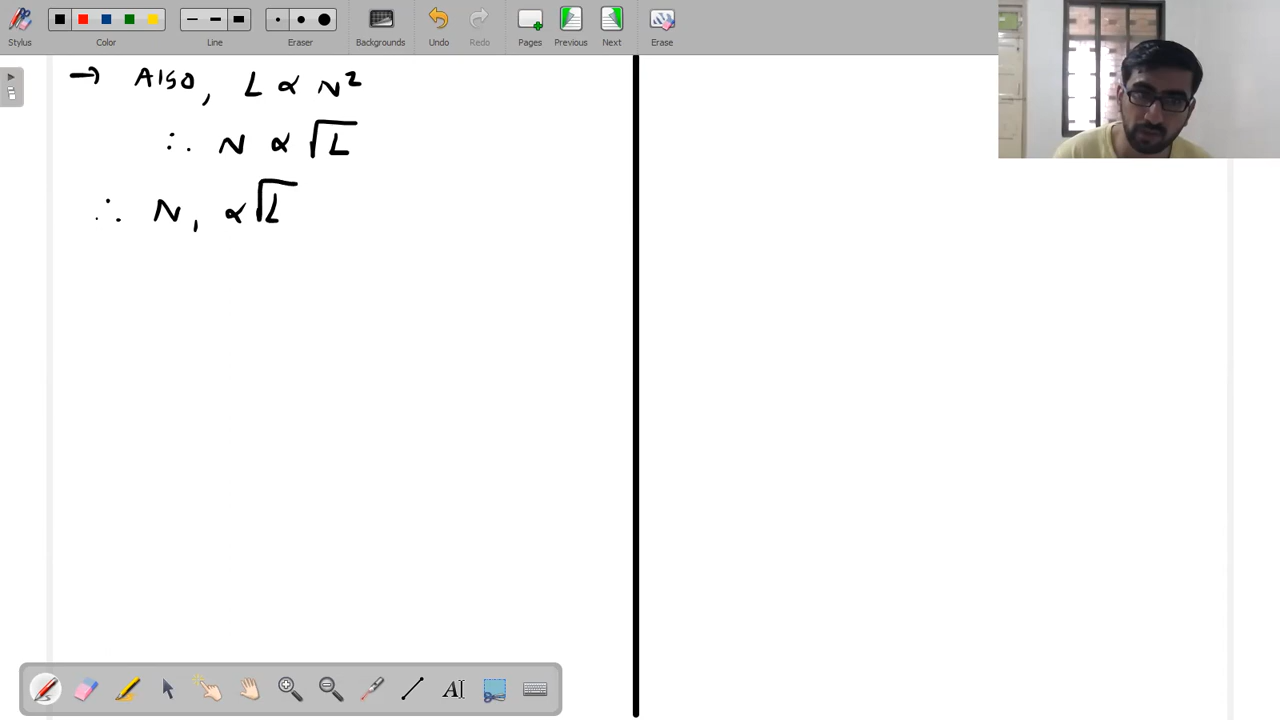 Stylus
Color
Line
Eraser
Backgrounds
Undo
Redo
Pages
Previous
Next
Erase
→ Also, L ∝ N²
∴ N ∝ √L
∴ N₁ ∝ √L
A